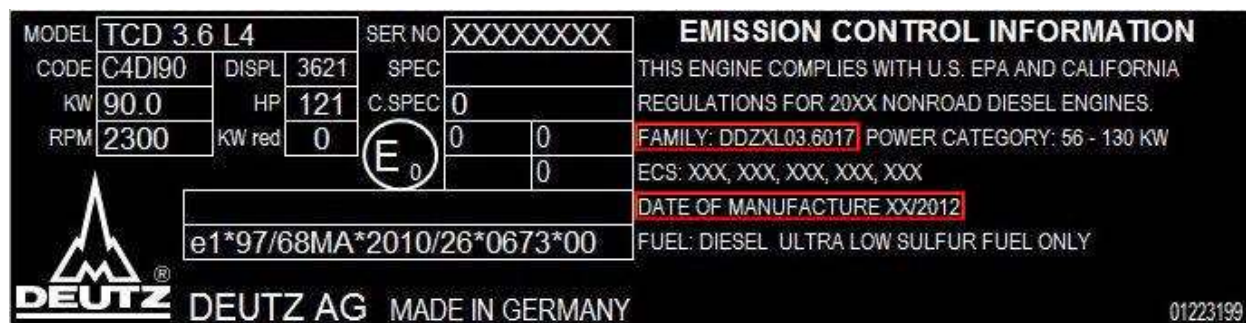 MODEL TCD 3.6 L4 SER NO XXXXXXXX
CODE C4DI90 DISPL 3621 SPEC
KW 90.0 HP 121 C.SPEC 0
RPM 2300 KW red 0 E 0 0 0
0
e1*97/68MA*2010/26*0673*00
DEUTZ ® DEUTZ AG MADE IN GERMANY
EMISSION CONTROL INFORMATION
THIS ENGINE COMPLIES WITH U.S. EPA AND CALIFORNIA
REGULATIONS FOR 20XX NONROAD DIESEL ENGINES.
FAMILY: DDZXL03.6017 POWER CATEGORY: 56 - 130 KW
ECS: XXX, XXX, XXX, XXX, XXX
DATE OF MANUFACTURE XX/2012
FUEL: DIESEL ULTRA LOW SULFUR FUEL ONLY
01223199